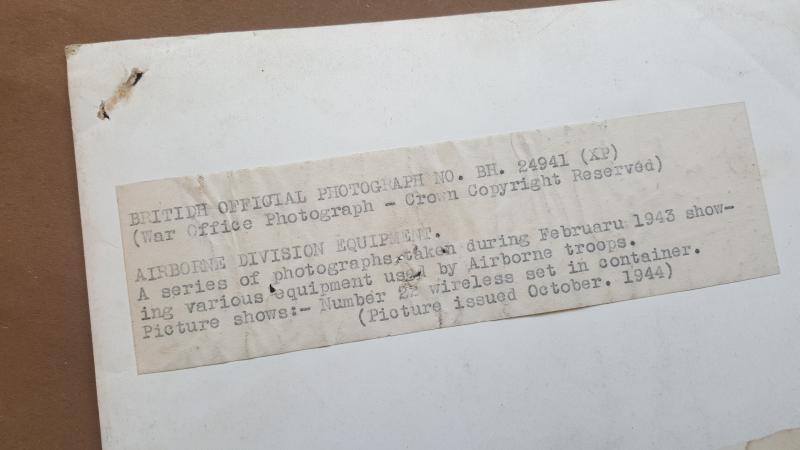 BRITIDH OFFICIAL PHOTOGRAPH NO. BH. 24941 (XP)
(War Office Photograph - Crown Copyright Reserved)
AIRBORNE DIVISION EQUIPMENT.
A series of photographs taken during Februaru 1943 show-
ing various equipment used by Airborne troops.
Picture shows:- Number wireless set in container.
(Picture issued October. 1944)